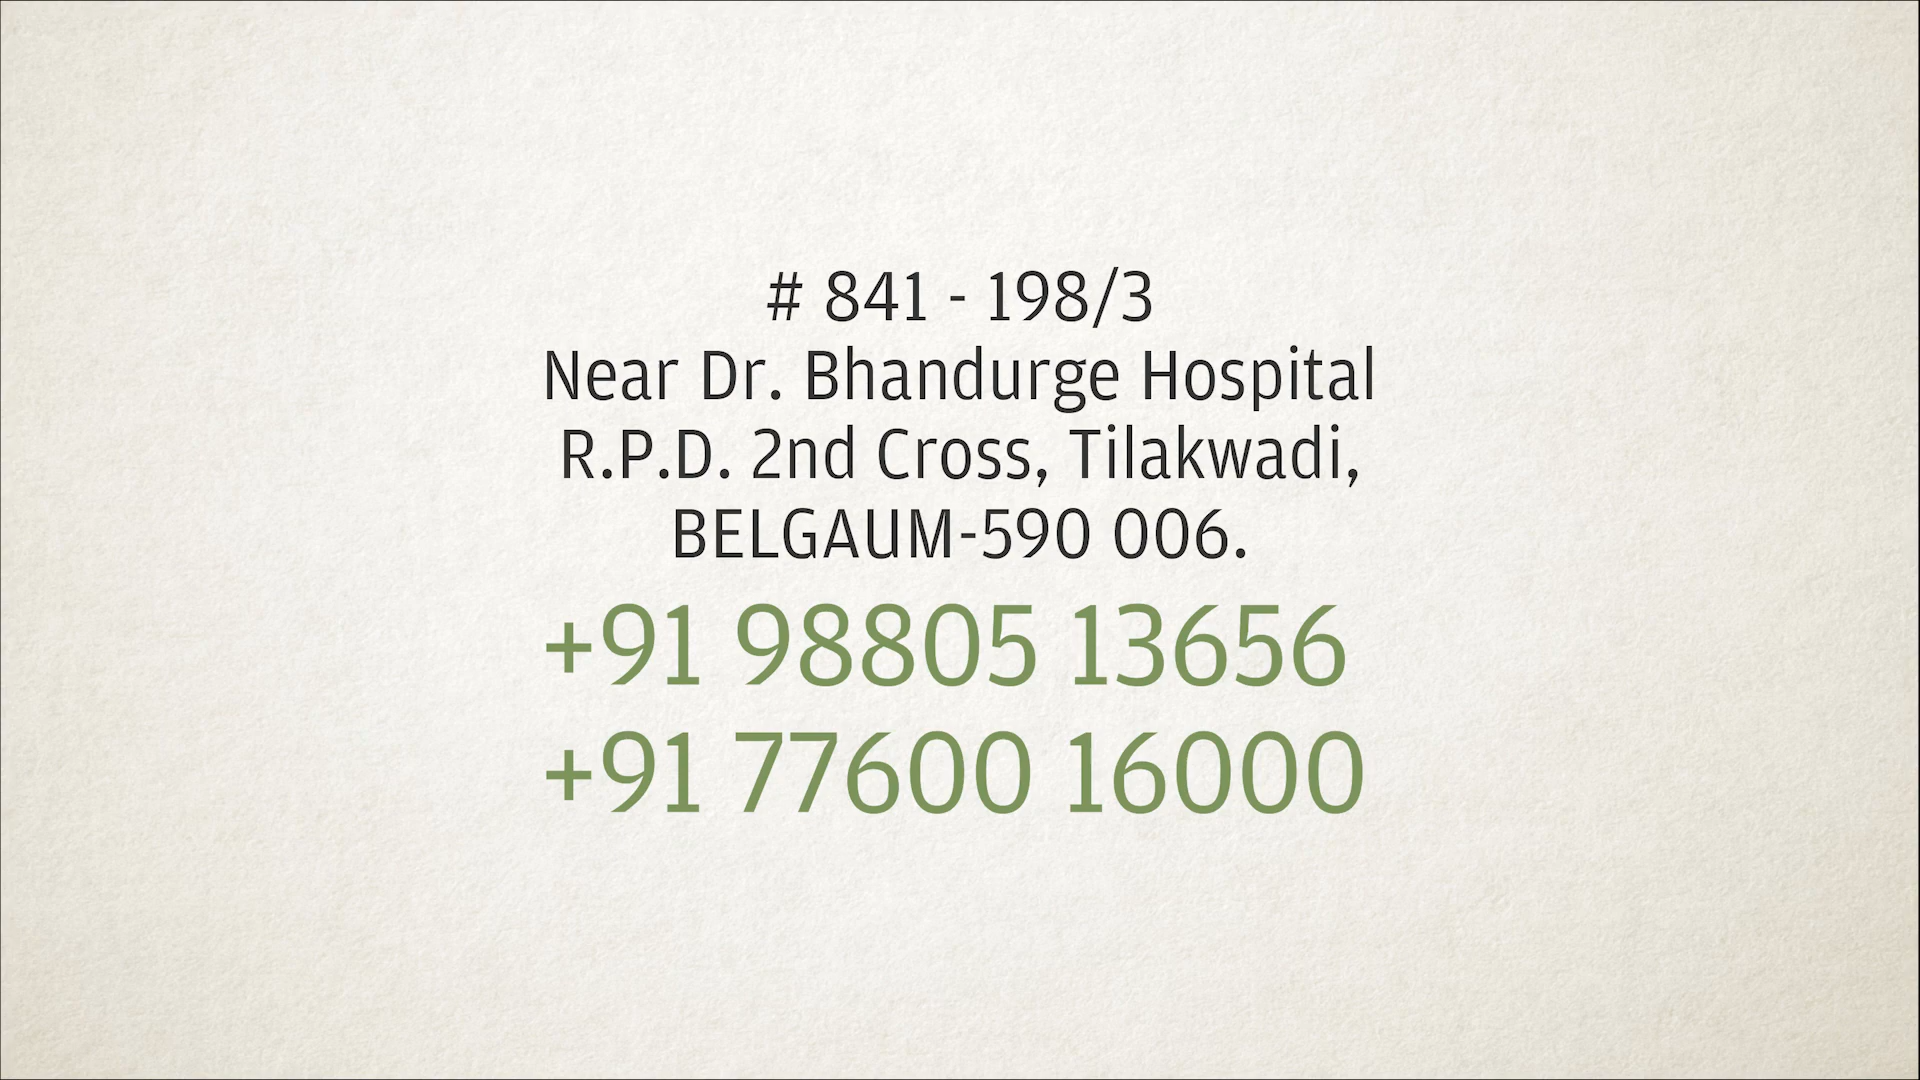 # 841 - 198/3
Near Dr. Bhandurge Hospital
R.P.D. 2nd Cross, Tilakwadi,
BELGAUM-590 006.
+91 98805 13656
+91 77600 16000